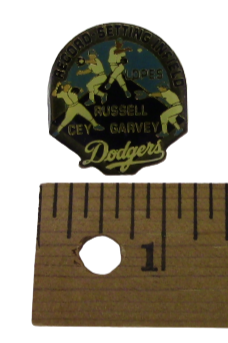 RECORD SETTING INFIELD
LOPES
RUSSELL
CEY GARVEY
Dodgers
1